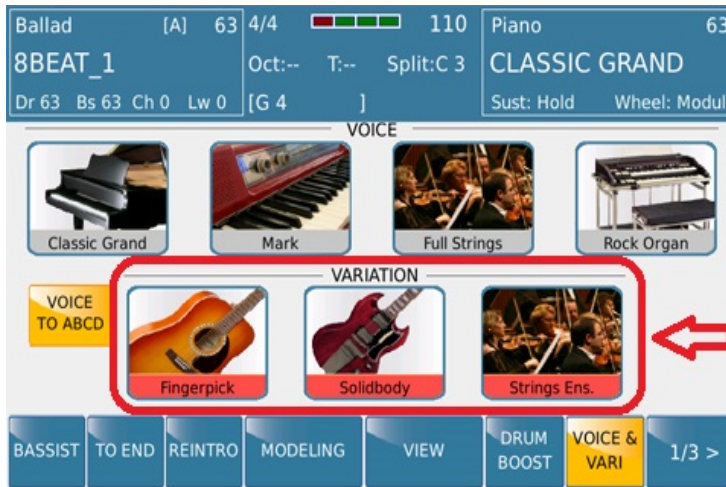 Ballad [A] 63 4/4 110 Piano 63
8BEAT_1 Oct:-- T:-- Split:C 3 CLASSIC GRAND
Dr 63 Bs 63 Ch 0 Lw 0 [G 4 ] Sust: Hold Wheel: Modul
VOICE
Classic Grand Mark Full Strings Rock Organ
VARIATION
VOICE
TO ABCD
Fingerpick Solidbody Strings Ens.
BASSIST TO END REINTRO MODELING VIEW
DRUM
BOOST
VOICE &
VARI
1/3 >